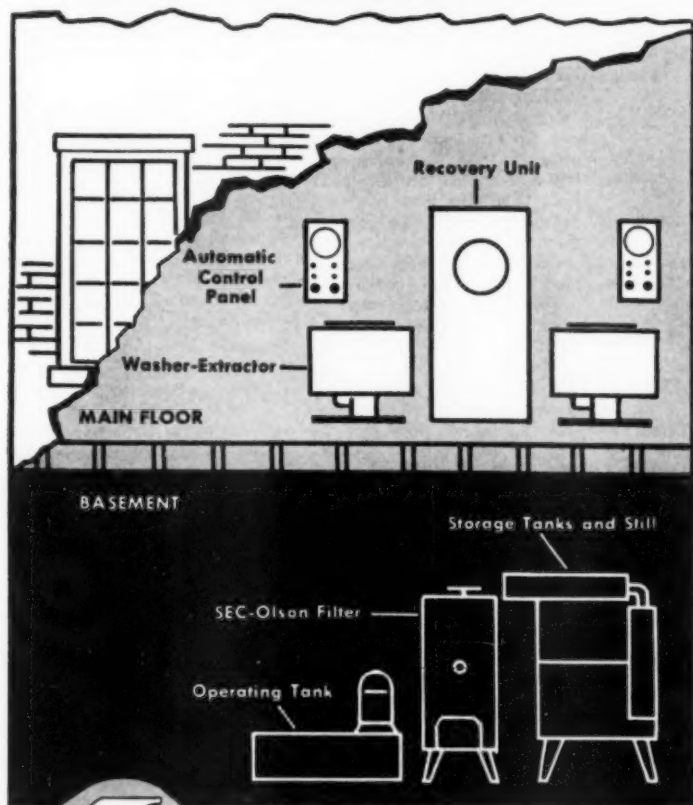 Recovery Unit
Automatic
Control
Panel
Washer-Extractor
MAIN FLOOR
BASEMENT
Storage Tanks and Still
SEC-Olson Filter
Operating Tank